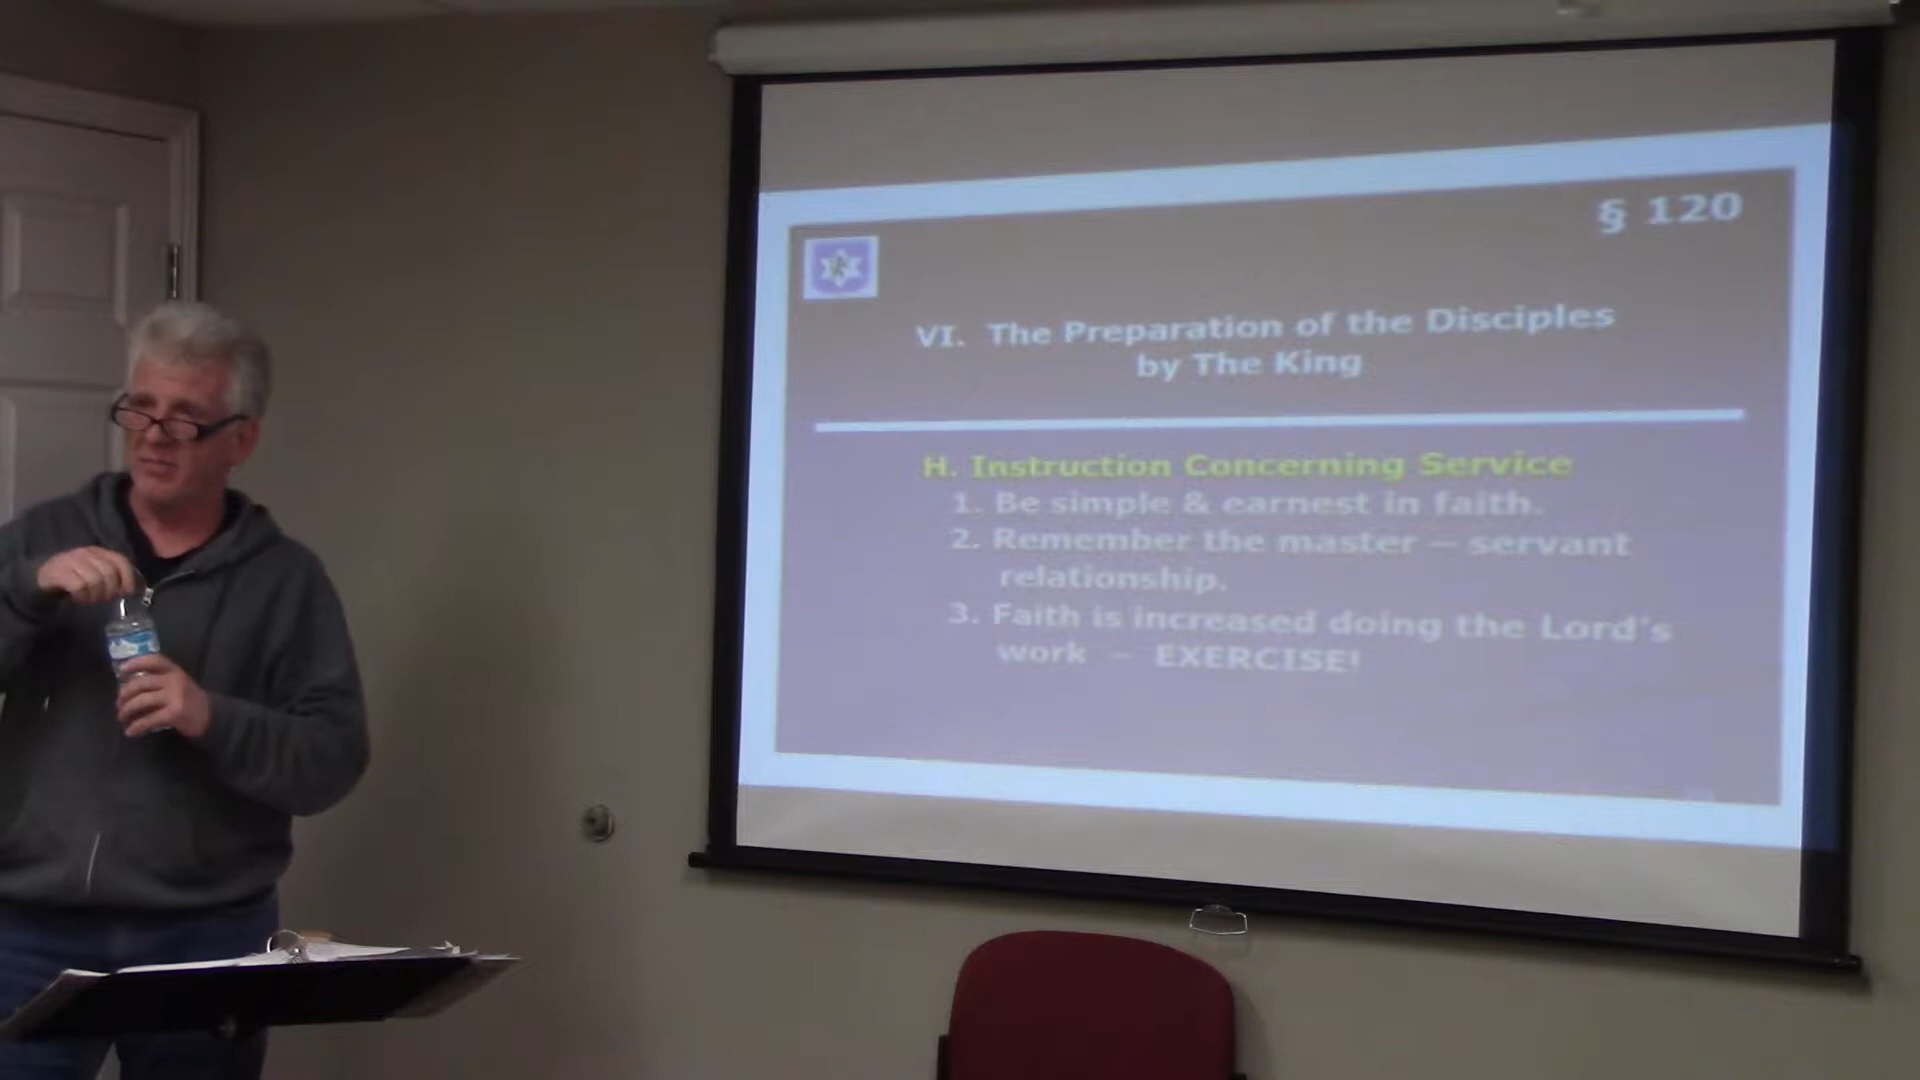 § 120
VI. The Preparation of the Disciples
by The King
H. Instruction Concerning Service
1. Be simple & earnest in faith.
2. Remember the master – servant
relationship.
3. Faith is increased doing the Lord's
work – EXERCISE!